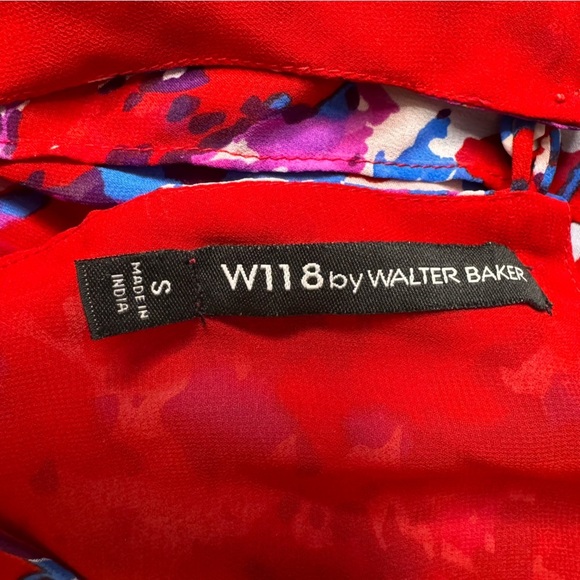 W118 by WALTER BAKER
S
MADE IN
INDIA